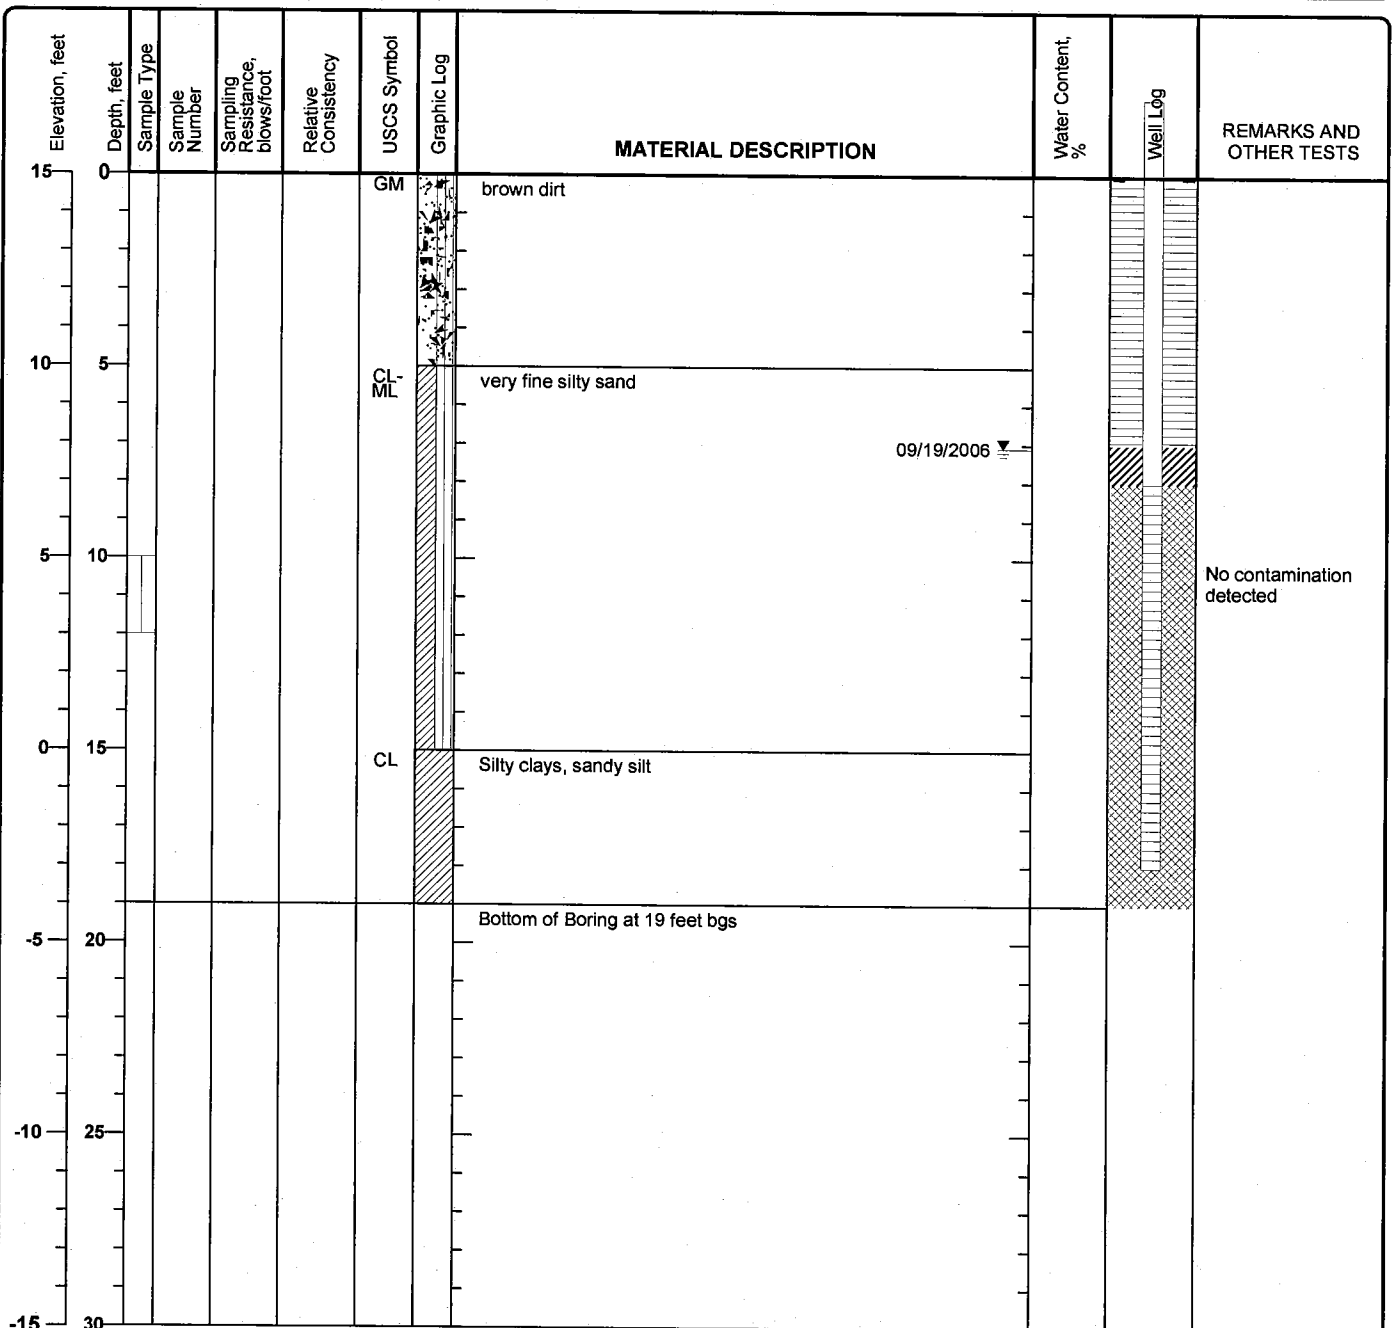 Elevation, feet
Depth, feet
Sample Type
Sample
Number
Sampling
Resistance,
blows/foot
Relative
Consistency
USCS Symbol
Graphic Log
MATERIAL DESCRIPTION
Water Content,
%
Well Log
REMARKS AND
OTHER TESTS
15 0
GM brown dirt
10 5
CL-
ML
very fine silty sand
09/19/2006
5 10
No contamination
detected
0 15
CL Silty clays, sandy silt
Bottom of Boring at 19 feet bgs
-5 20
-10 25
-15 30